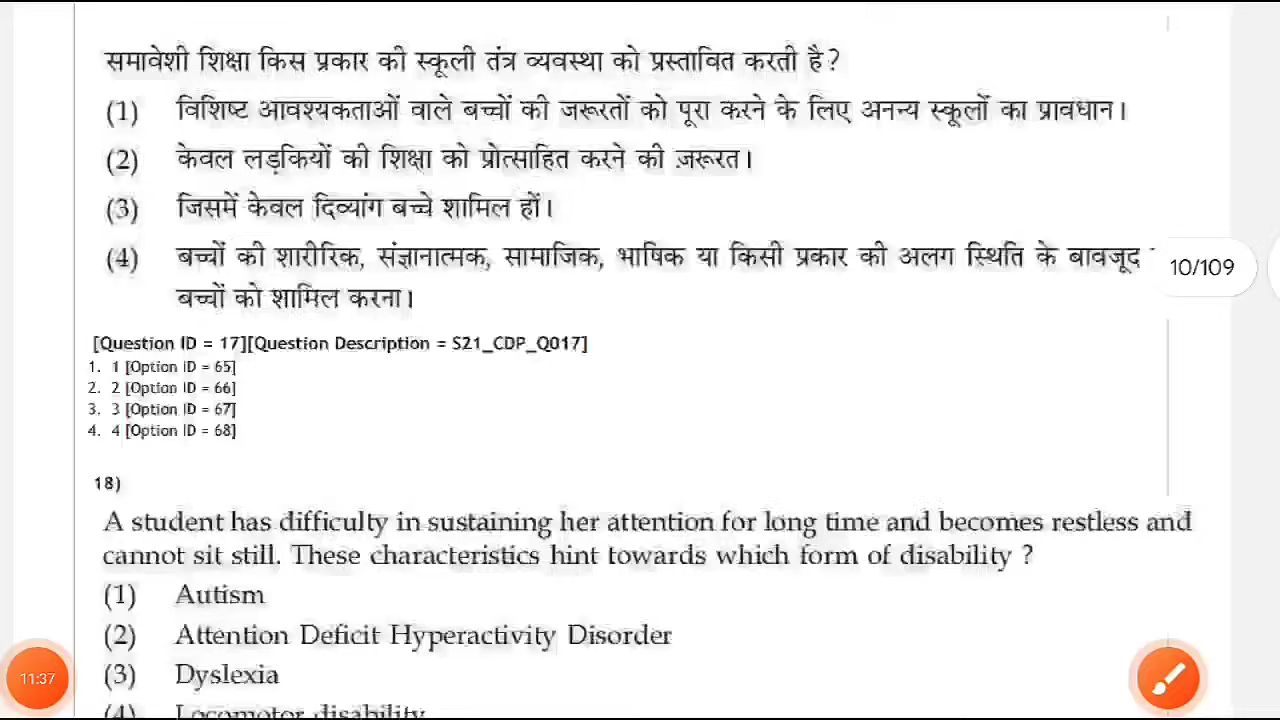 समावेशी शिक्षा किस प्रकार की स्कूली तंत्र व्यवस्था को प्रस्तावित करती है?
(1) विशिष्ट आवश्यकताओं वाले बच्चों की जरूरतों को पूरा करने के लिए अनन्य स्कूलों का प्रावधान।
(2) केवल लड़कियों की शिक्षा को प्रोत्साहित करने की ज़रूरत।
(3) जिसमें केवल दिव्यांग बच्चे शामिल हों।
(4) बच्चों की शारीरिक, संज्ञानात्मक, सामाजिक, भाषिक या किसी प्रकार की अलग स्थिति के बावजूद
10/109
बच्चों को शामिल करना।
[Question ID = 17][Question Description = S21_CDP_Q017]
1. 1 [Option ID = 65]
2. 2 [Option ID = 66]
3. 3 [Option ID = 67]
4. 4 [Option ID = 68]
18)
A student has difficulty in sustaining her attention for long time and becomes restless and
cannot sit still. These characteristics hint towards which form of disability ?
(1) Autism
(2) Attention Deficit Hyperactivity Disorder
(3) Dyslexia
11:37
(4) Locomotor disability